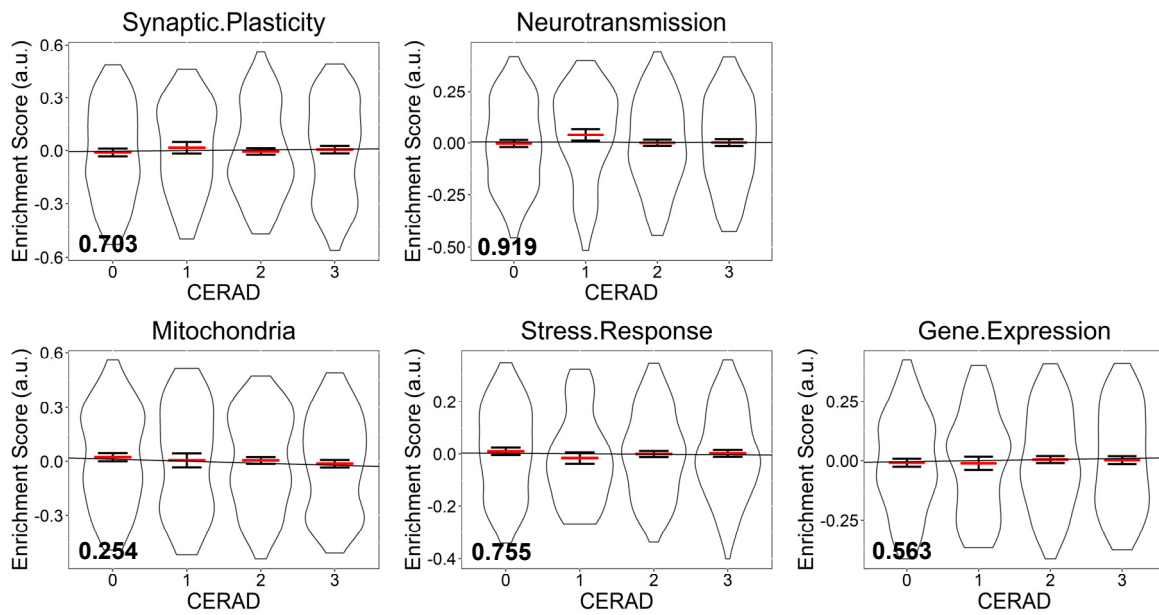 Synaptic.Plasticity
Enrichment Score (a.u.)
0.6
0.3
0.0
-0.3
-0.6
0.703
0 1 2 3
CERAD
Neurotransmission
Enrichment Score (a.u.)
0.25
0.00
-0.25
-0.50
0.919
0 1 2 3
CERAD
Mitochondria
Enrichment Score (a.u.)
0.6
0.3
0.0
-0.3
0.254
0 1 2 3
CERAD
Stress.Response
Enrichment Score (a.u.)
0.2
0.0
-0.2
-0.4
0.755
0 1 2 3
CERAD
Gene.Expression
Enrichment Score (a.u.)
0.25
0.00
-0.25
0.563
0 1 2 3
CERAD